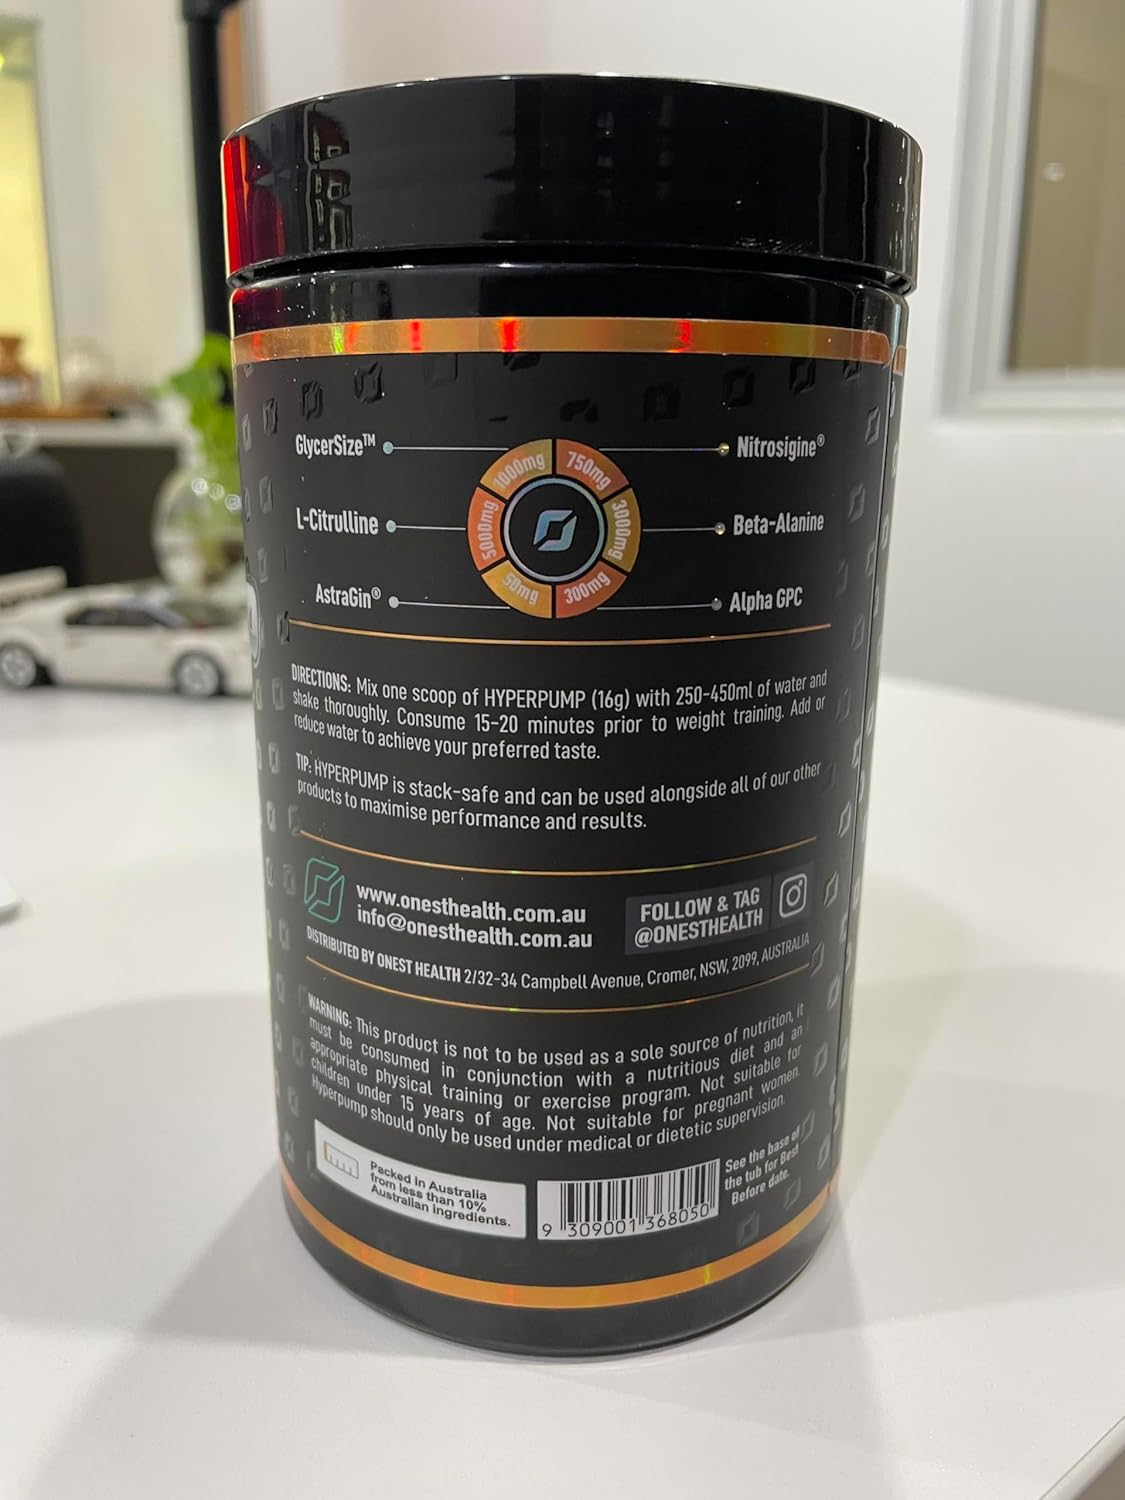 GlycerSize™
1000mg
750mg
Nitrosigine®
L-Citrulline
5000mg
3000mg
Beta-Alanine
AstraGin®
50mg
300mg
Alpha GPC
DIRECTIONS: Mix one scoop of HYPERPUMP (16g) with 250-450ml of water and
shake thoroughly. Consume 15-20 minutes prior to weight training. Add or
reduce water to achieve your preferred taste.
TIP: HYPERPUMP is stack-safe and can be used alongside all of our other
products to maximise performance and results.
www.onesthealth.com.au
info@onesthealth.com.au
FOLLOW & TAG
@ONESTHEALTH
DISTRIBUTED BY ONEST HEALTH 2/32-34 Campbell Avenue, Cromer, NSW, 2099, AUSTRALIA
WARNING: This product is not to be used as a sole source of nutrition, it
must be consumed in conjunction with a nutritious diet and an
appropriate physical training or exercise program. Not suitable for
children under 15 years of age. Not suitable for pregnant women.
Hyperpump should only be used under medical or dietetic supervision.
Packed in Australia
from less than 10%
Australian ingredients.
9 309001 368050
See the base of
the tub for Best
Before date.